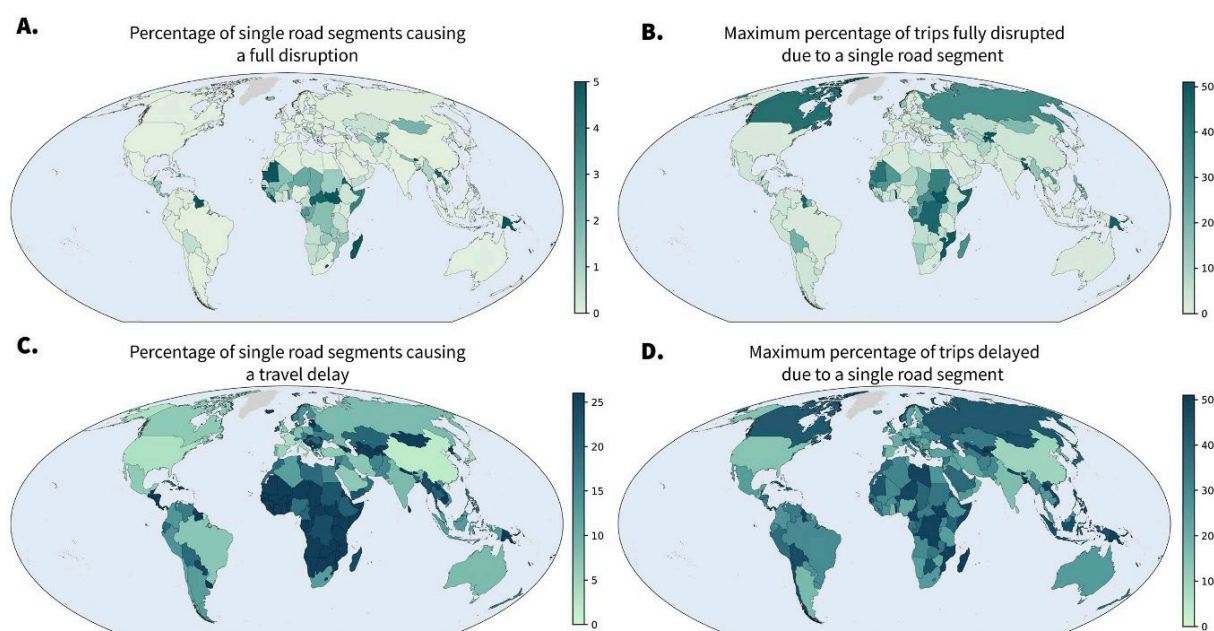 A.
Percentage of single road segments causing
a full disruption
5
4
3
2
1
0
B.
Maximum percentage of trips fully disrupted
due to a single road segment
50
40
30
20
10
0
C.
Percentage of single road segments causing
a travel delay
25
20
15
10
5
0
D.
Maximum percentage of trips delayed
due to a single road segment
50
40
30
20
10
0